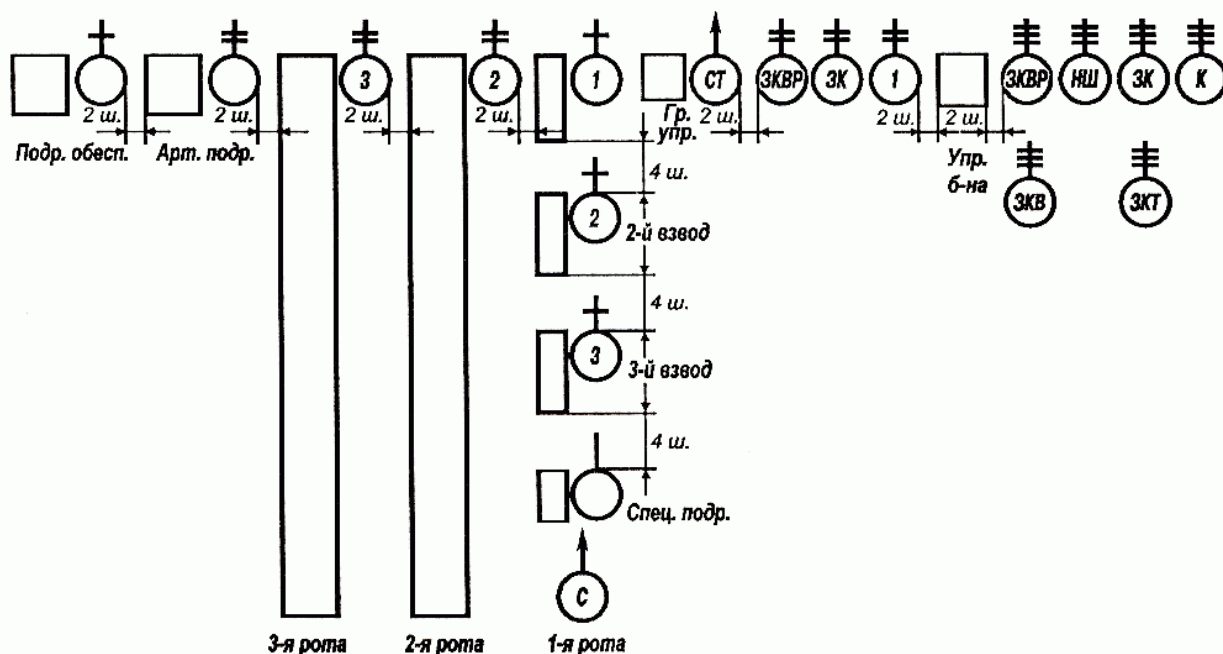 3 2 1 СТ ЗКВР ЗК 1 ЗКВР НШ ЗК К
2 ш. 2 ш. 2 ш. 2 ш. 2 ш. 2 ш. 2 ш.
Подр. обесп. Арт. подр. Гр. упр. Упр. б-на
4 ш.
2 ЗКВ ЗКТ
2-й взвод
4 ш.
3
3-й взвод
4 ш.
Спец. подр.
С
3-я рота 2-я рота 1-я рота